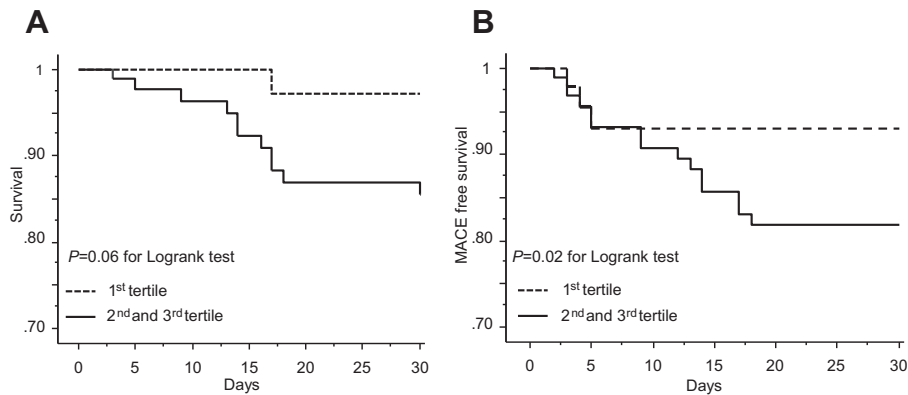 A
Survival
1
.90
.80
.70
P=0.06 for Logrank test
1st tertile
2nd and 3rd tertile
0 5 10 15 20 25 30
Days
B
MACE free survival
1
.90
.80
.70
P=0.02 for Logrank test
1st tertile
2nd and 3rd tertile
0 5 10 15 20 25 30
Days